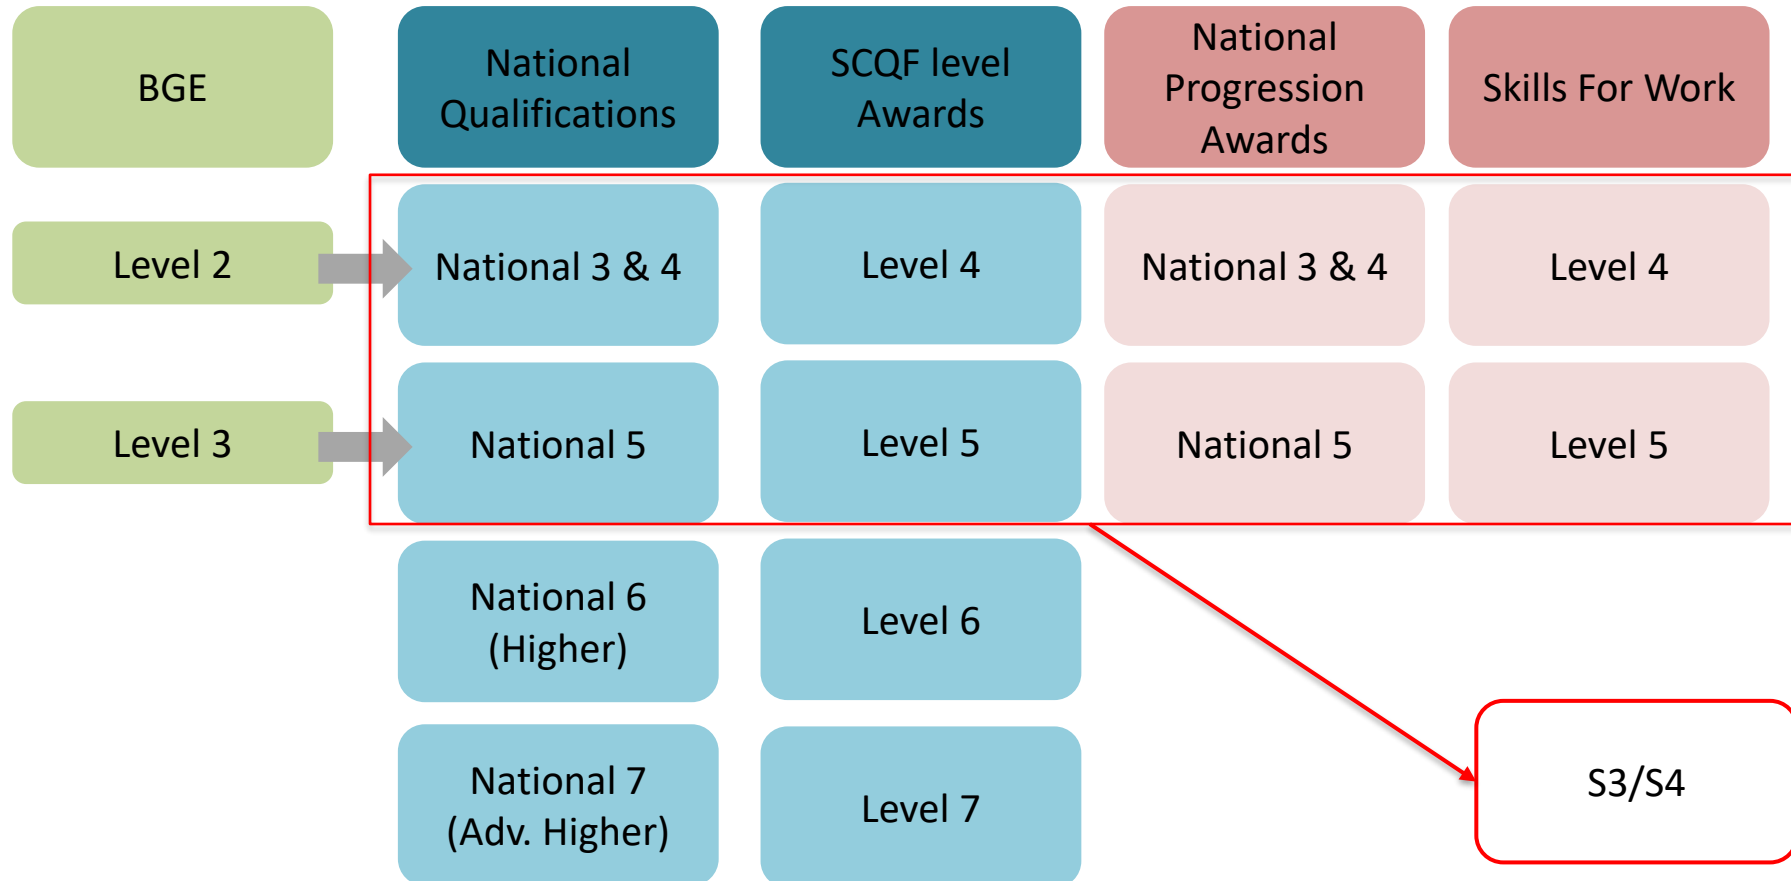 BGE
National
Qualifications
SCQF level
Awards
National
Progression
Awards
Skills For Work
Level 2
National 3 & 4
Level 4
National 3 & 4
Level 4
Level 3
National 5
Level 5
National 5
Level 5
National 6
(Higher)
Level 6
National 7
(Adv. Higher)
Level 7
S3/S4